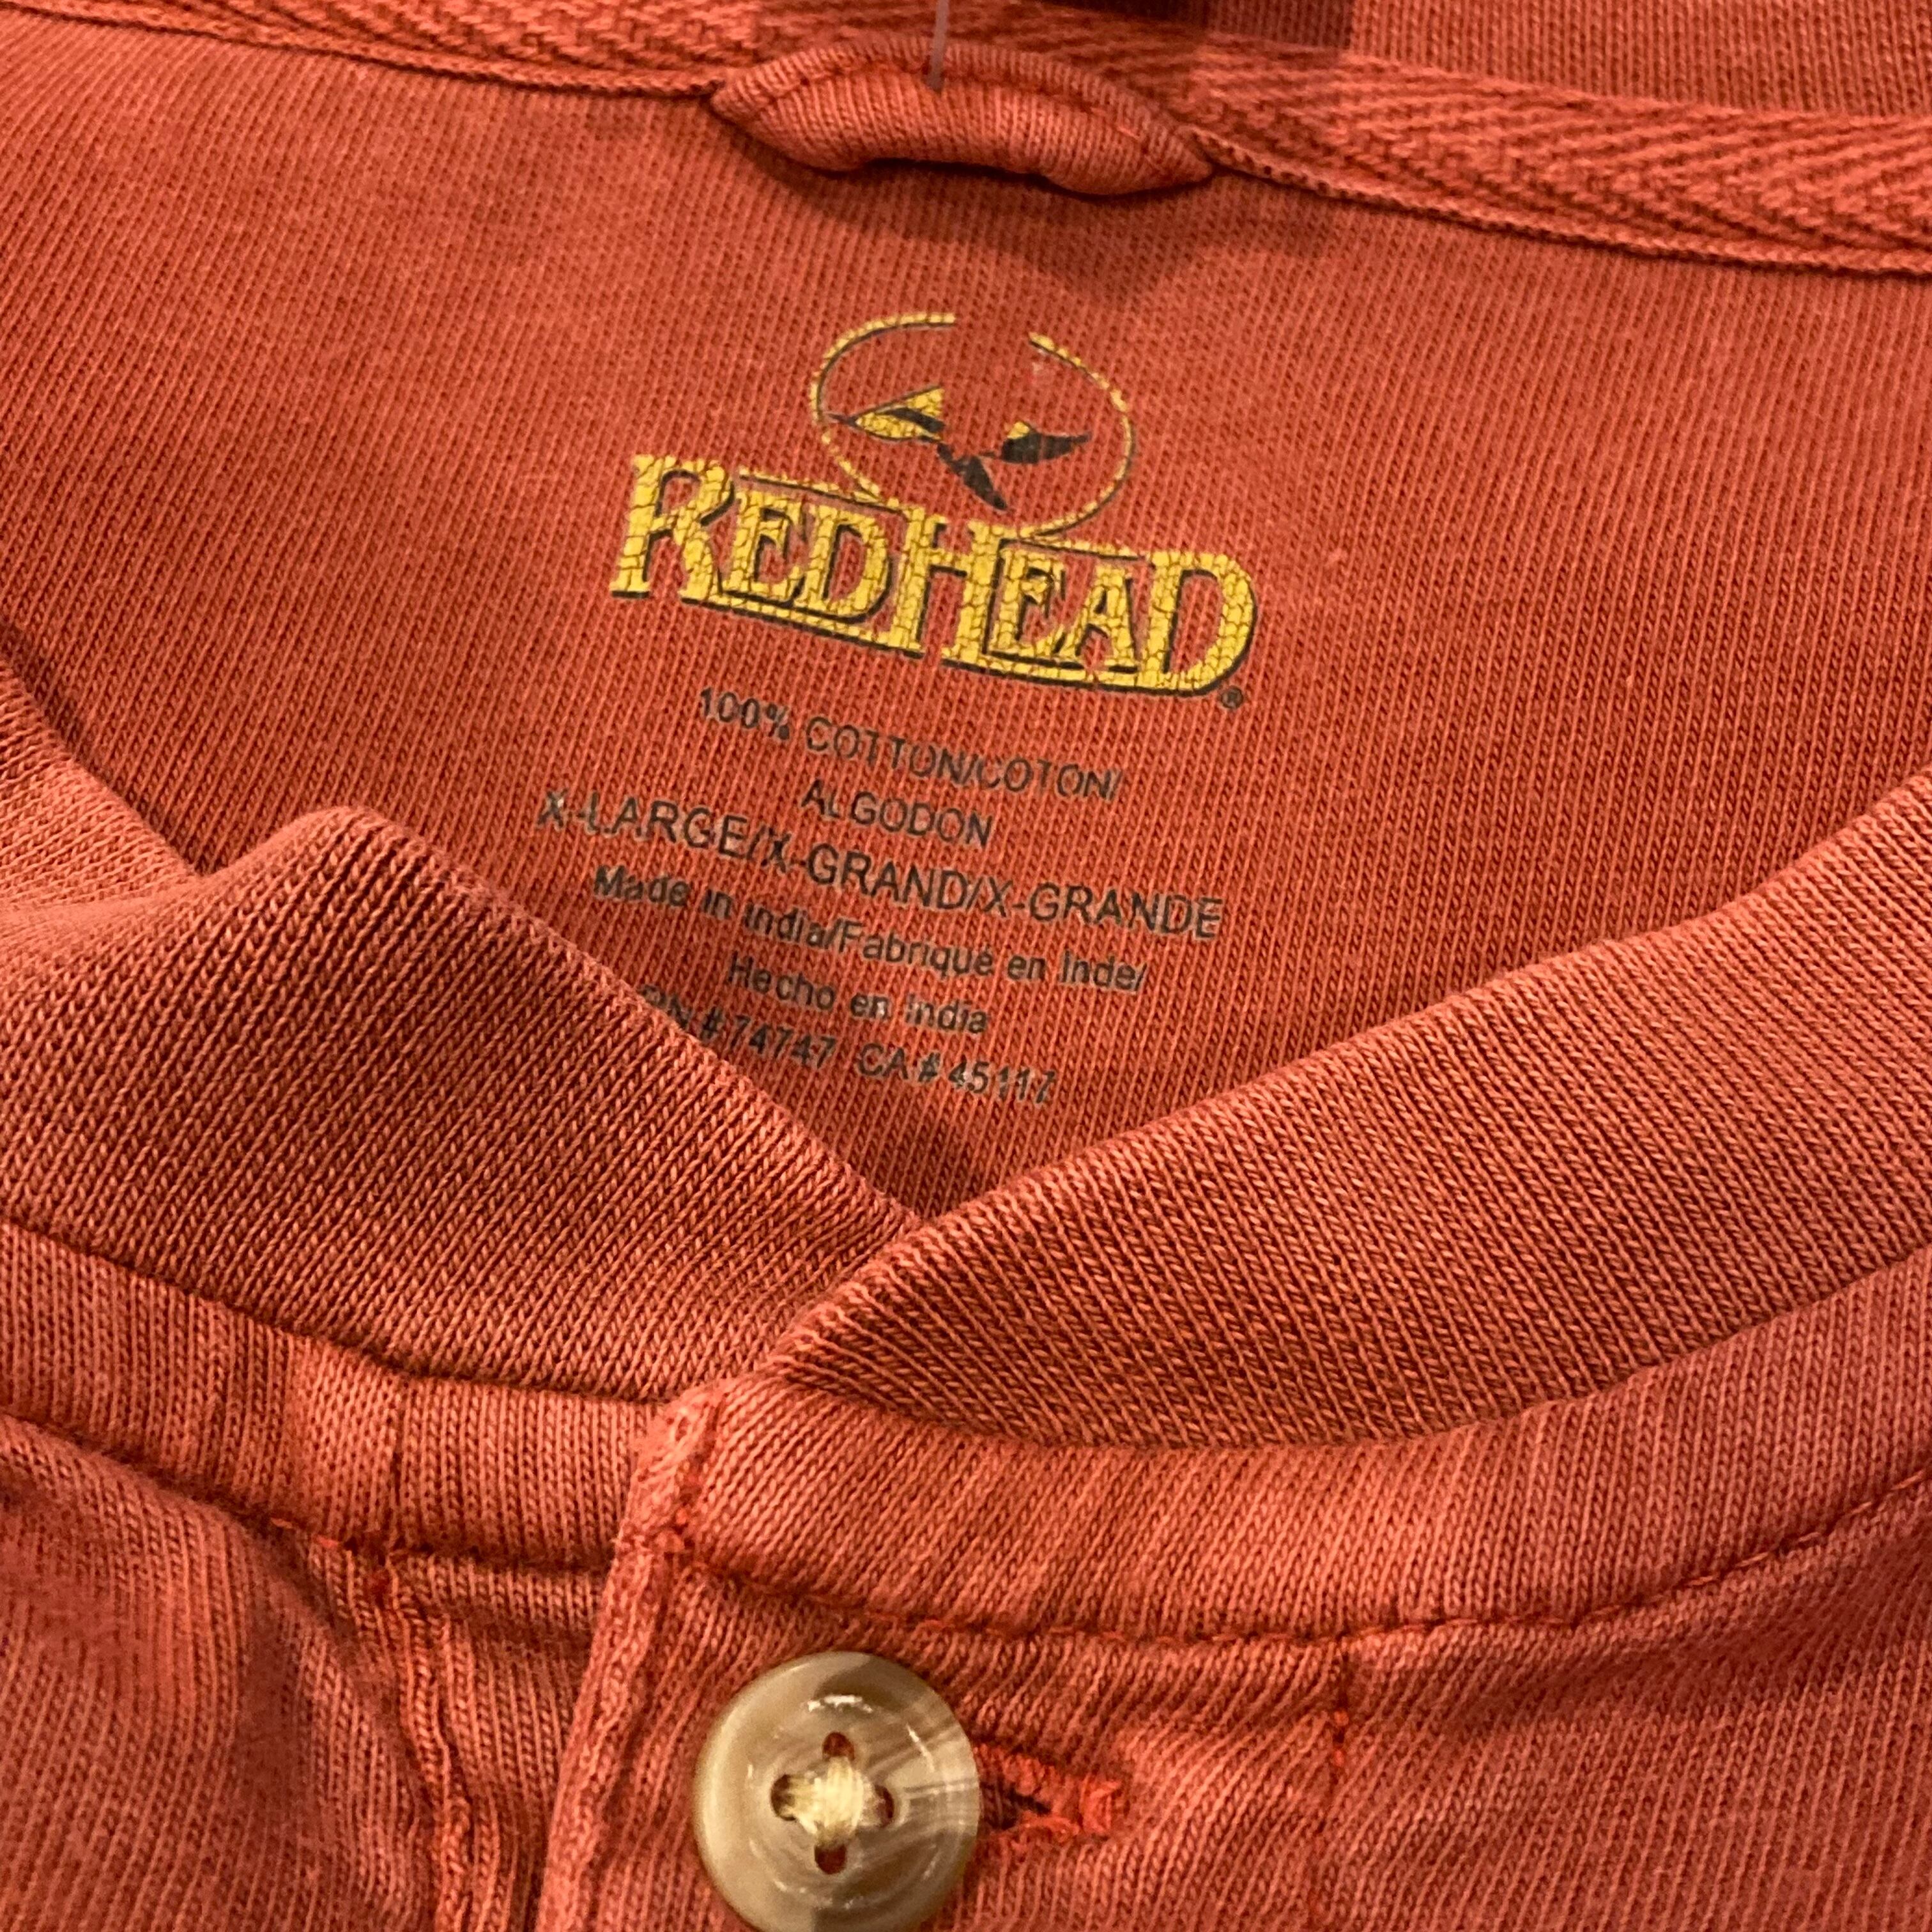 REDHEAD®
100% COTTON/COTON/
ALGODON
X-LARGE/X-GRAND/X-GRANDE
Made in India/Fabriqué en Inde/
Hecho en India
RN #74747 CA# 45117